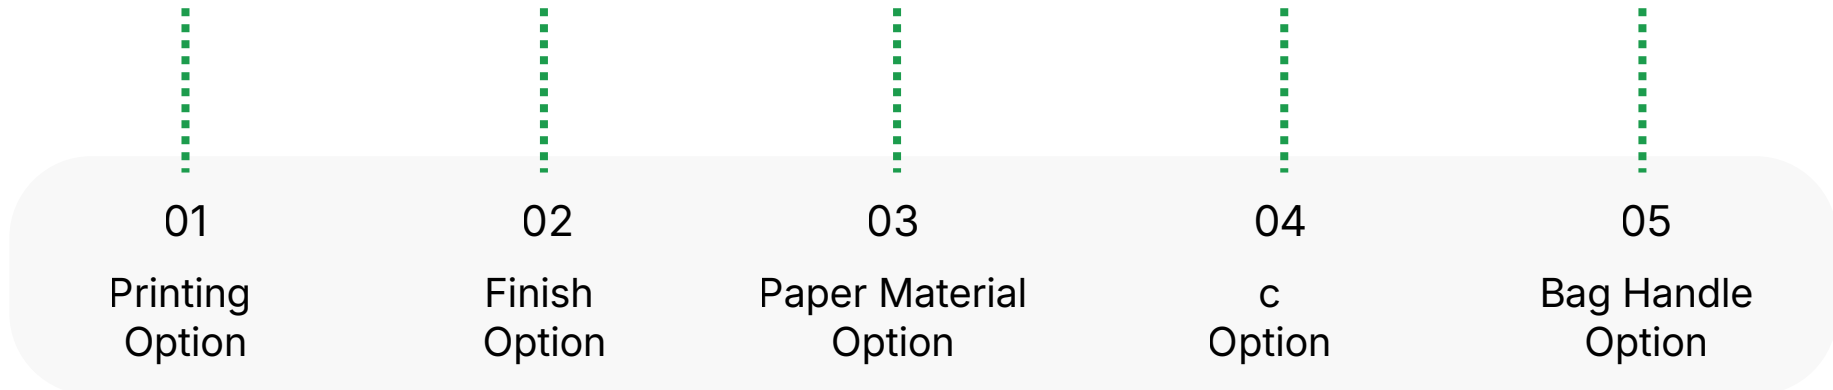 01
Printing
Option
02
Finish
Option
03
Paper Material
Option
04
c
Option
05
Bag Handle
Option